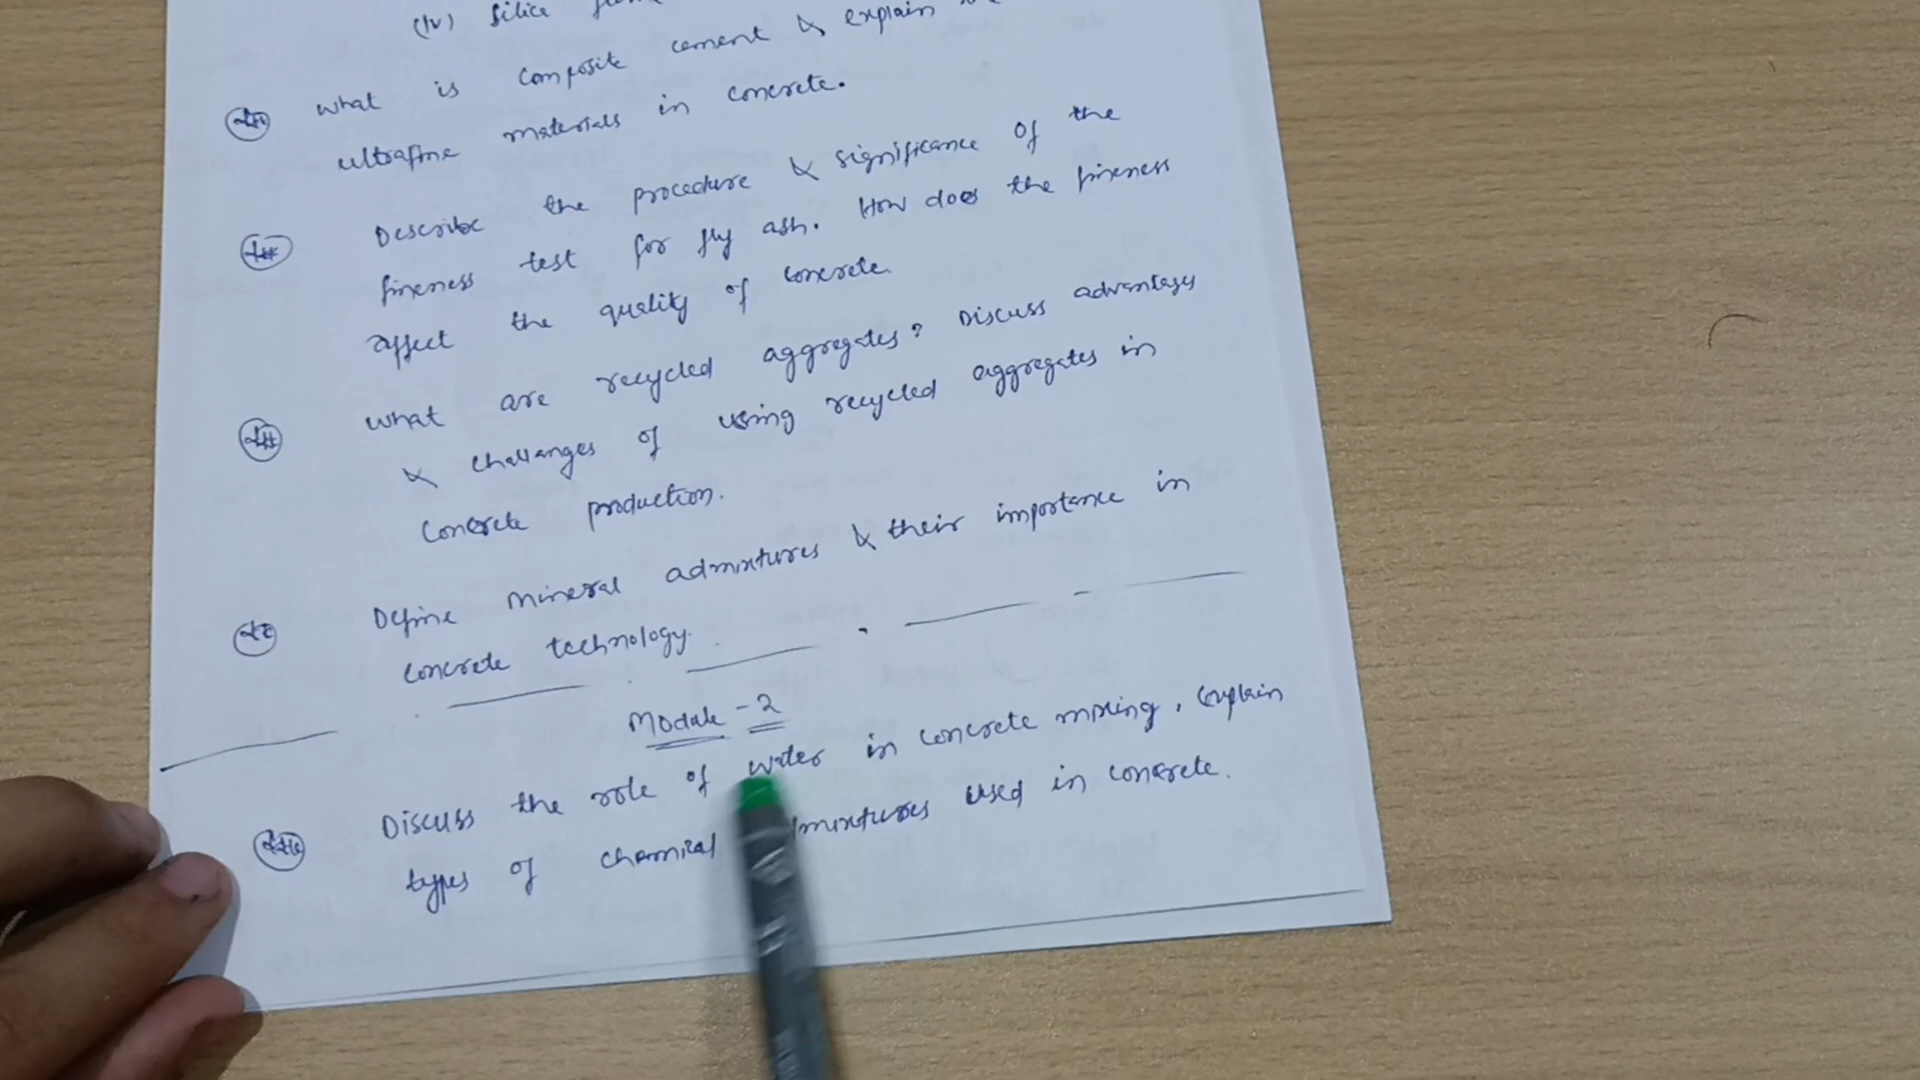 (iv) Silica
What is composite cement & explain
ultrafine materials in concrete.
Describe the procedure & significance of the
fineness test for fly ash. How does the fineness
affect the quality of concrete.
What are recycled aggregates? Discuss advantages
& challanges of using recycled aggregates in
concrete production.
Define mineral admixtures & their importance in
concrete technology.
Module - 2
Discuss the role of water in concrete mixing. Explain
types of chemical admixtures used in concrete.